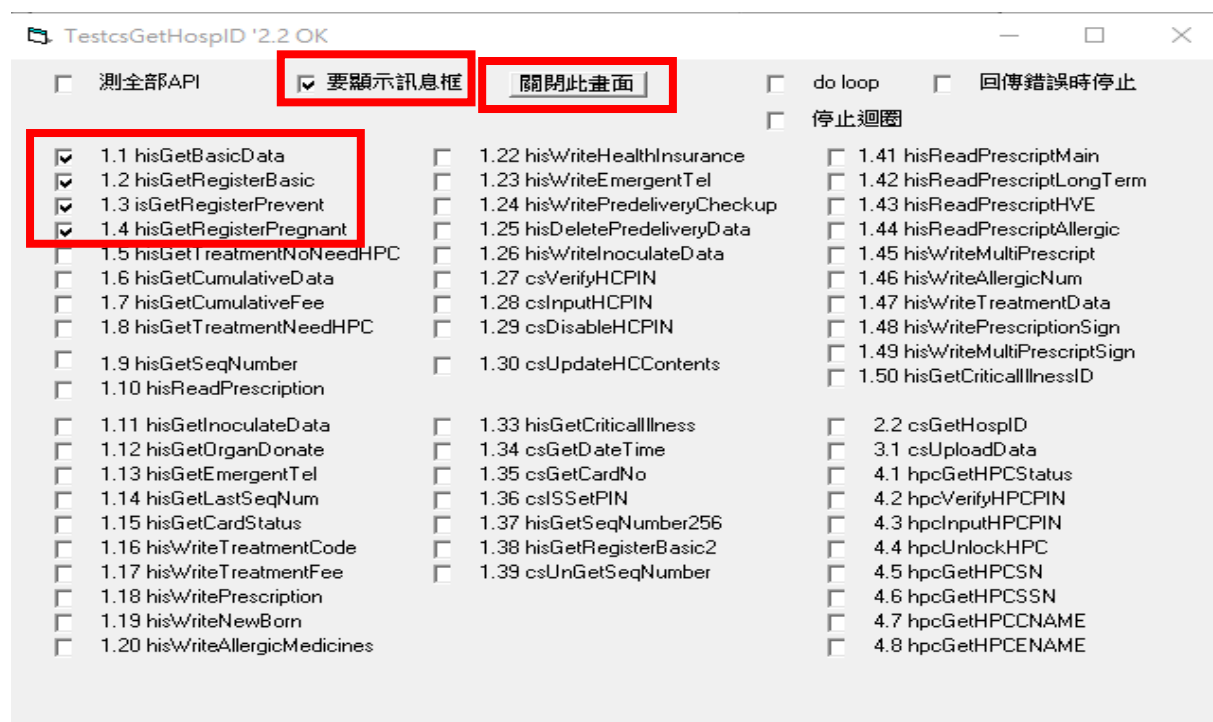 TestcsGetHospID '2.2 OK
測全部API 要顯示訊息框 關閉此畫面 do loop 回傳錯誤時停止
停止迴圈
1.1 hisGetBasicData 1.22 hisWriteHealthInsurance 1.41 hisReadPrescriptMain
1.2 hisGetRegisterBasic 1.23 hisWriteEmergentTel 1.42 hisReadPrescriptLongTerm
1.3 isGetRegisterPrevent 1.24 hisWritePredeliveryCheckup 1.43 hisReadPrescriptHVE
1.4 hisGetRegisterPregnant 1.25 hisDeletePredeliveryData 1.44 hisReadPrescriptAllergic
1.5 hisGetTreatmentNoNeedHPC 1.26 hisWriteInoculateData 1.45 hisWriteMultiPrescript
1.6 hisGetCumulativeData 1.27 csVerifyHCPIN 1.46 hisWriteAllergicNum
1.7 hisGetCumulativeFee 1.28 csInputHCPIN 1.47 hisWriteTreatmentData
1.8 hisGetTreatmentNeedHPC 1.29 csDisableHCPIN 1.48 hisWritePrescriptionSign
1.9 hisGetSeqNumber 1.30 csUpdateHCContents 1.49 hisWriteMultiPrescriptSign
1.10 hisReadPrescription 1.50 hisGetCriticalIllnessID
1.11 hisGetInoculateData 1.33 hisGetCriticalIllness 2.2 csGetHospID
1.12 hisGetOrganDonate 1.34 csGetDateTime 3.1 csUploadData
1.13 hisGetEmergentTel 1.35 csGetCardNo 4.1 hpcGetHPCStatus
1.14 hisGetLastSeqNum 1.36 csISSetPIN 4.2 hpcVerifyHPCPIN
1.15 hisGetCardStatus 1.37 hisGetSeqNumber256 4.3 hpcInputHPCPIN
1.16 hisWriteTreatmentCode 1.38 hisGetRegisterBasic2 4.4 hpcUnlockHPC
1.17 hisWriteTreatmentFee 1.39 csUnGetSeqNumber 4.5 hpcGetHPCSN
1.18 hisWritePrescription 4.6 hpcGetHPCSSN
1.19 hisWriteNewBorn 4.7 hpcGetHPCCNAME
1.20 hisWriteAllergicMedicines 4.8 hpcGetHPCENAME